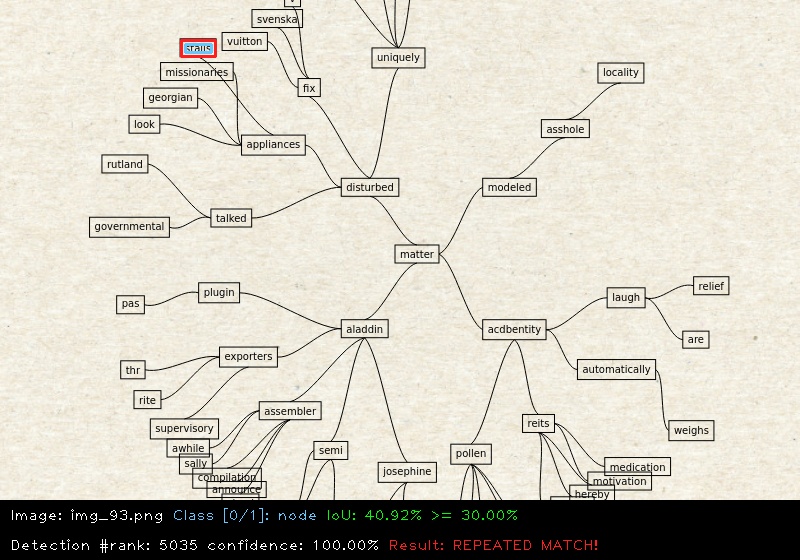 svenska
vuitton
stalls
uniquely
missionaries
locality
fix
georgian
look
asshole
appliances
rutland
disturbed
modeled
talked
governmental
matter
relief
plugin
laugh
pas
aladdin
acdbentity
are
exporters
thr
automatically
rite
assembler
supervisory
reits
weighs
awhile
semi
pollen
sally
medication
josephine
compilation
motivation
announce
hereby
Image: img_93.png Class [0/1]: node IoU: 40.92% >= 30.00%
Detection #rank: 5035 confidence: 100.00% Result: REPEATED MATCH!